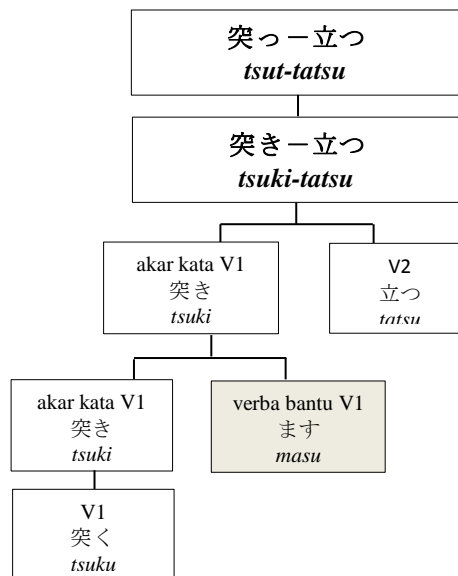 突っ－立つ
tsut-tatsu
突き－立つ
tsuki-tatsu
akar kata V1
突き
tsuki
V2
立つ
tatsu
akar kata V1
突き
tsuki
verba bantu V1
ます
masu
V1
突く
tsuku